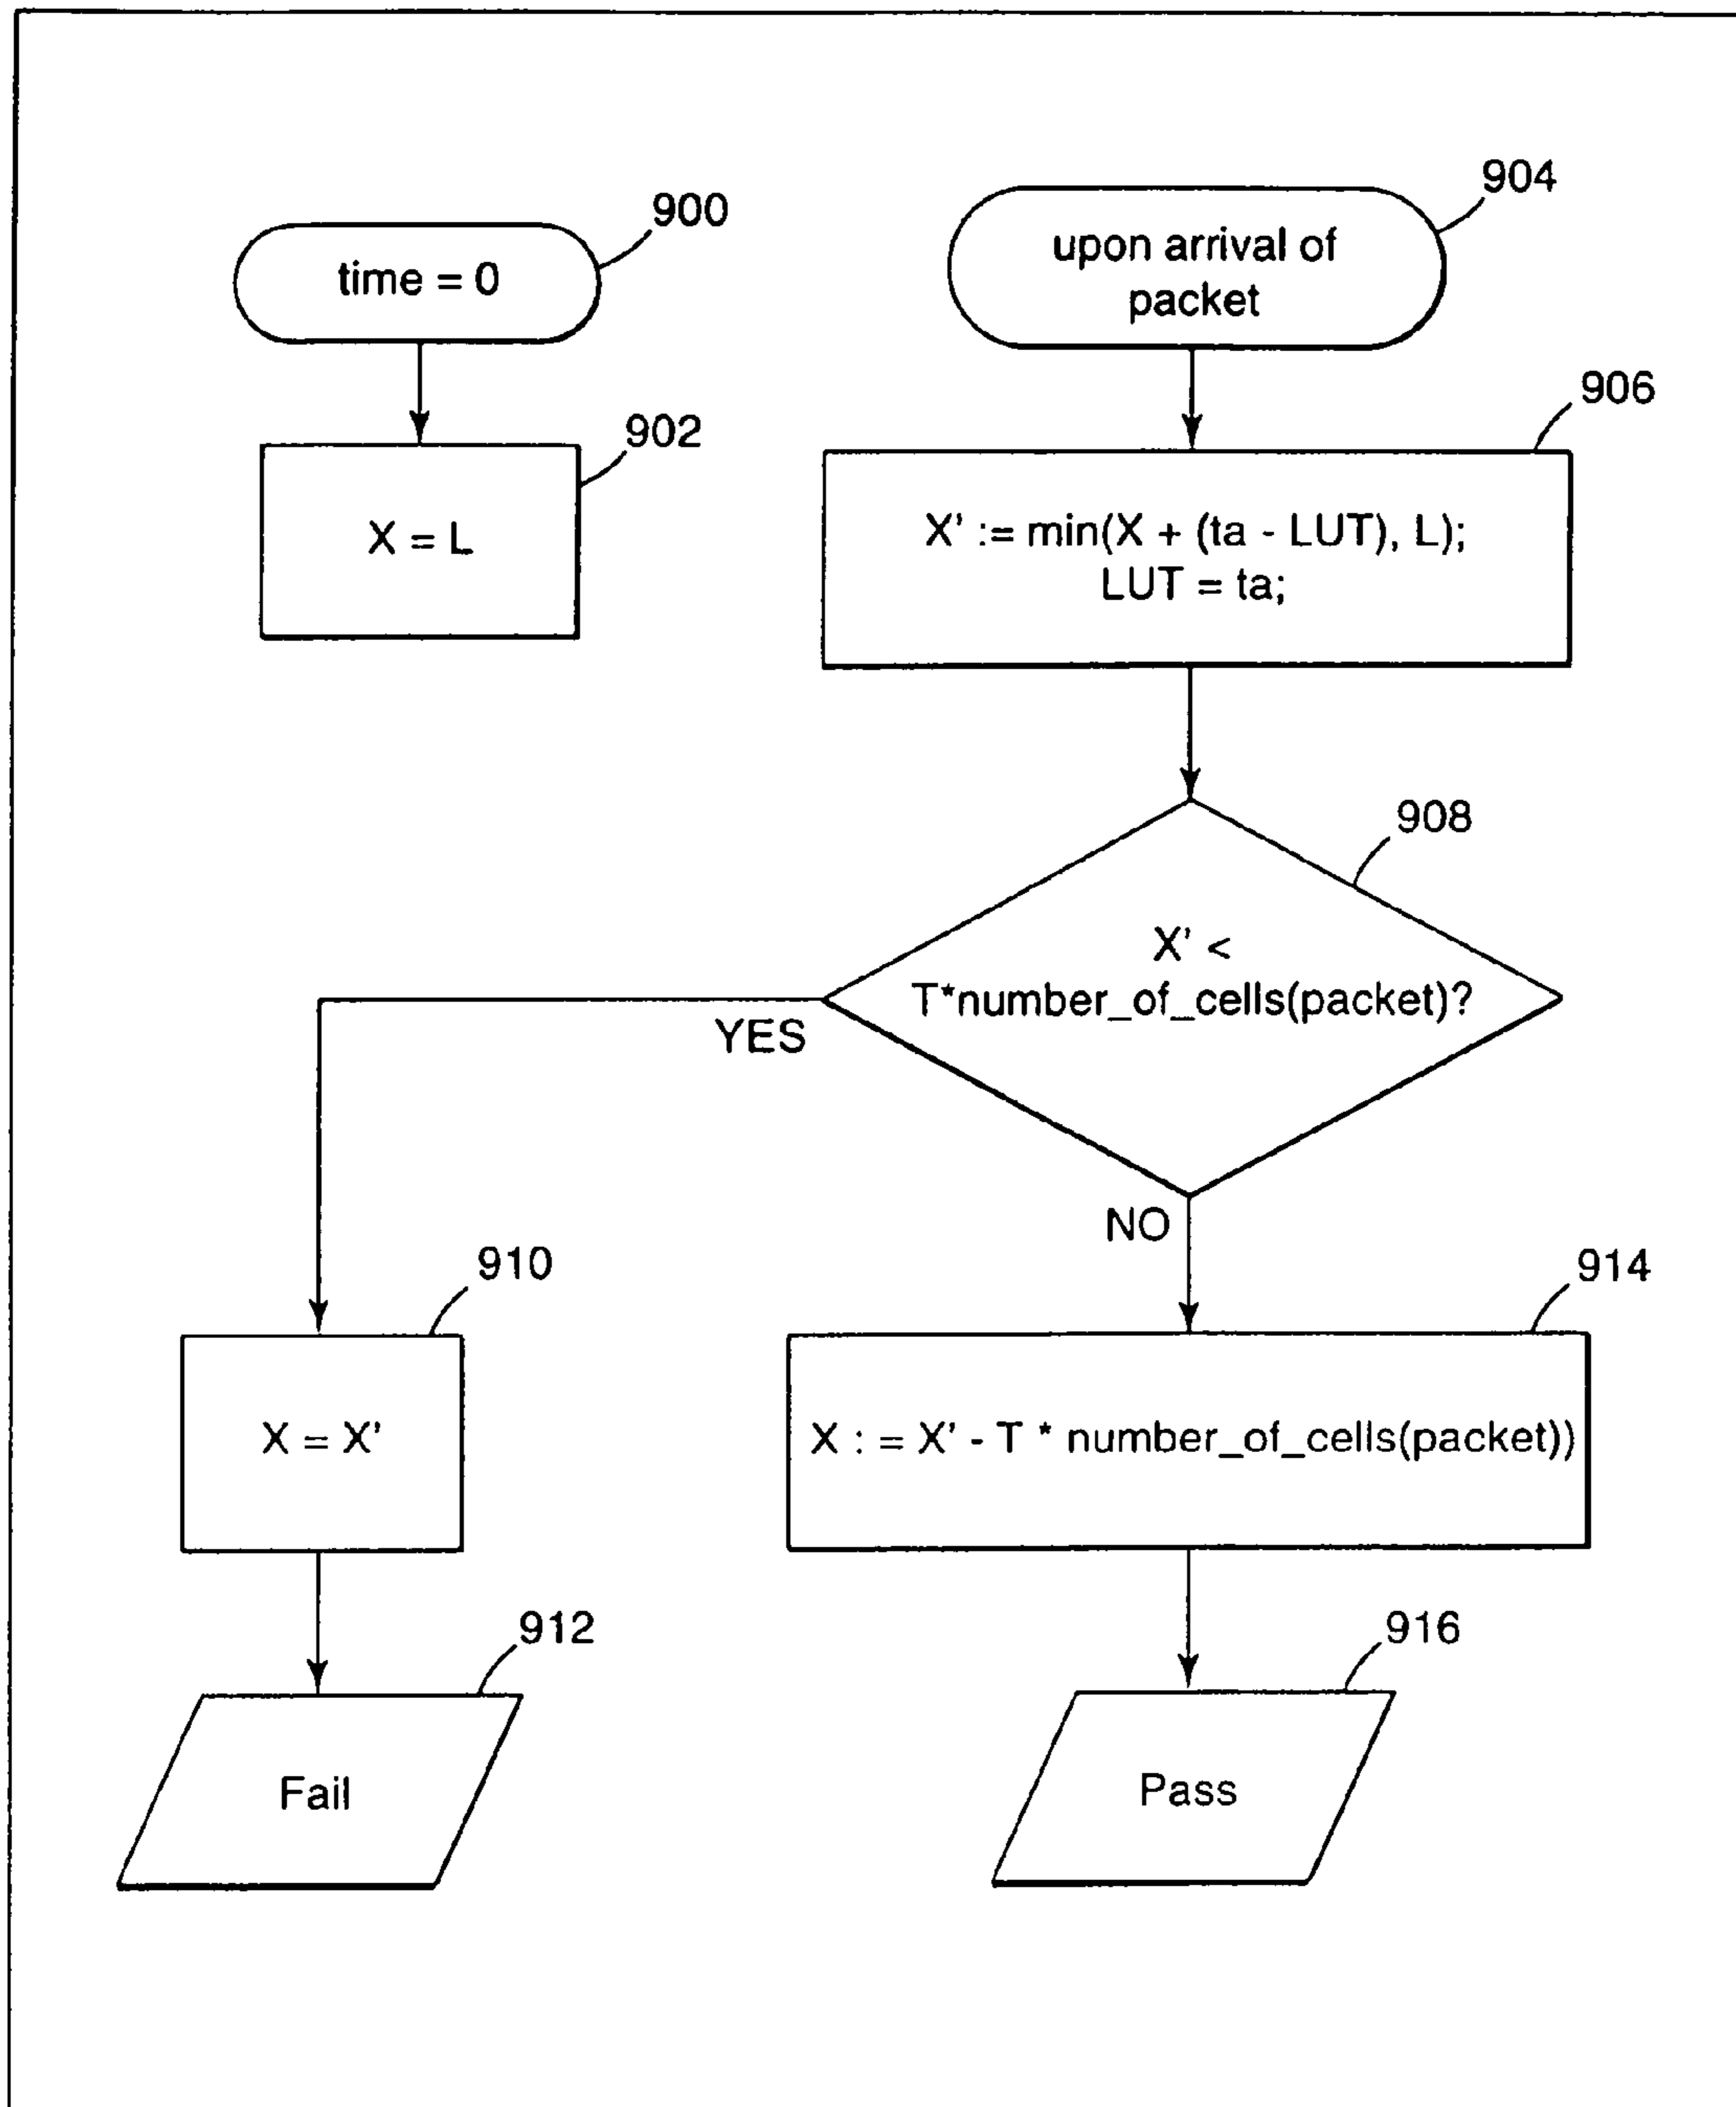 900
time = 0
902
X = L
904
upon arrival of
packet
906
X' := min(X + (ta - LUT), L);
LUT = ta;
908
X' <
T*number_of_cells(packet)?
YES
NO
910
X = X'
912
Fail
914
X : = X' - T * number_of_cells(packet))
916
Pass